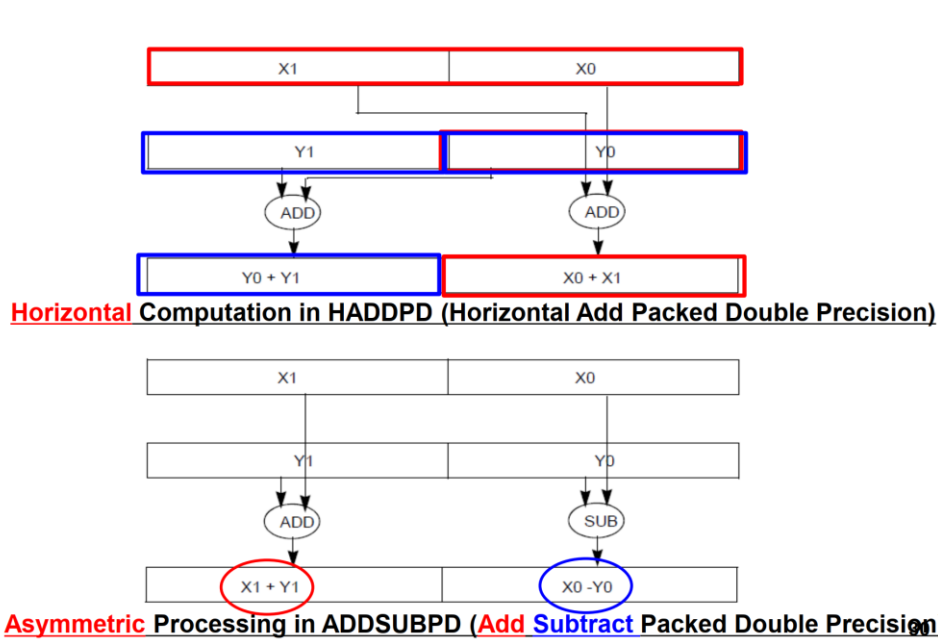 X1 X0
Y1 Y0
ADD ADD
Y0 + Y1 X0 + X1
Horizontal Computation in HADDPD (Horizontal Add Packed Double Precision)
X1 X0
Y1 Y0
ADD SUB
X1 + Y1 X0 -Y0
Asymmetric Processing in ADDSUBPD (Add Subtract Packed Double Precision